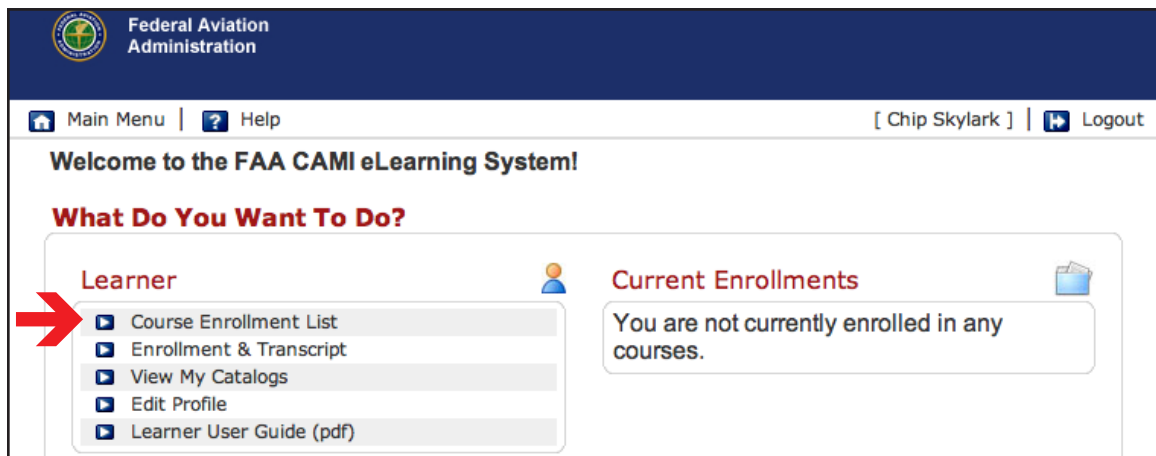 Federal Aviation
Administration
Main Menu | Help
[ Chip Skylark ] | Logout
Welcome to the FAA CAMI eLearning System!
What Do You Want To Do?
Learner
Course Enrollment List
Enrollment & Transcript
View My Catalogs
Edit Profile
Learner User Guide (pdf)
Current Enrollments
You are not currently enrolled in any
courses.